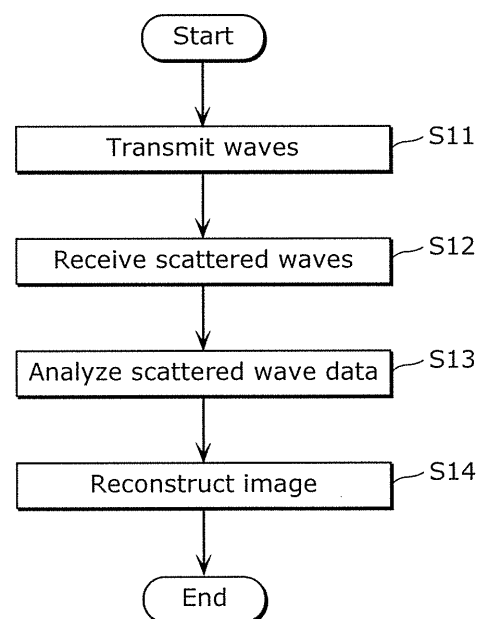 Start
Transmit waves
S11
Receive scattered waves
S12
Analyze scattered wave data
S13
Reconstruct image
S14
End